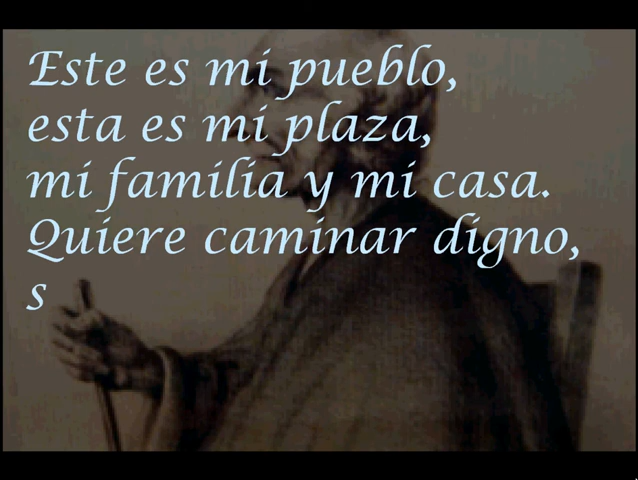 Este es mi pueblo,
esta es mi plaza,
mi familia y mi casa.
Quiere caminar digno,
s